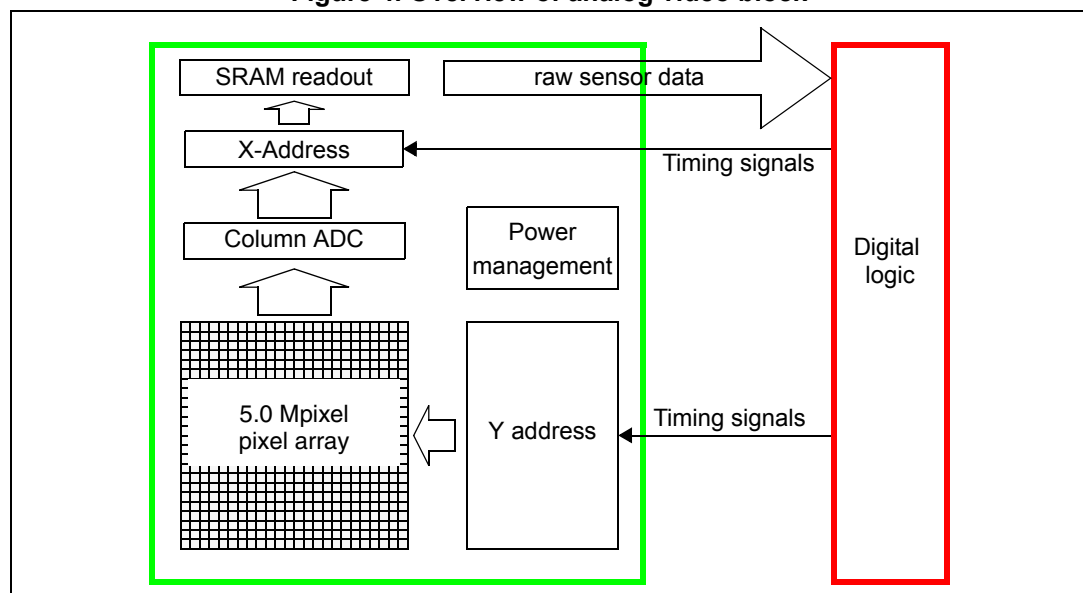 SRAM readout
raw sensor data
X-Address
Timing signals
Column ADC
Power
management
Digital
logic
5.0 Mpixel
pixel array
Y address
Timing signals